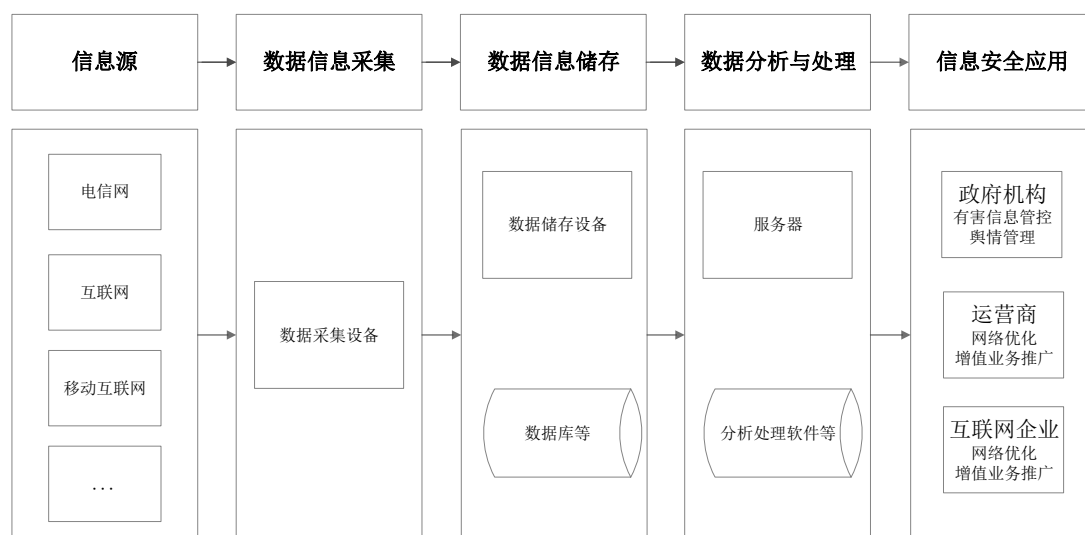 信息源
数据信息采集
数据信息储存
数据分析与处理
信息安全应用
电信网
互联网
移动互联网
...
数据采集设备
数据储存设备
数据库等
服务器
分析处理软件等
政府机构
有害信息管控
舆情管理
运营商
网络优化
增值业务推广
互联网企业
网络优化
增值业务推广